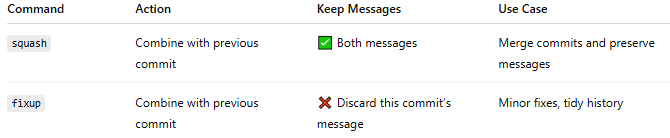 Command Action Keep Messages Use Case
squash Combine with previous commit ✅ Both messages Merge commits and preserve messages
fixup Combine with previous commit ❌ Discard this commit's message Minor fixes, tidy history